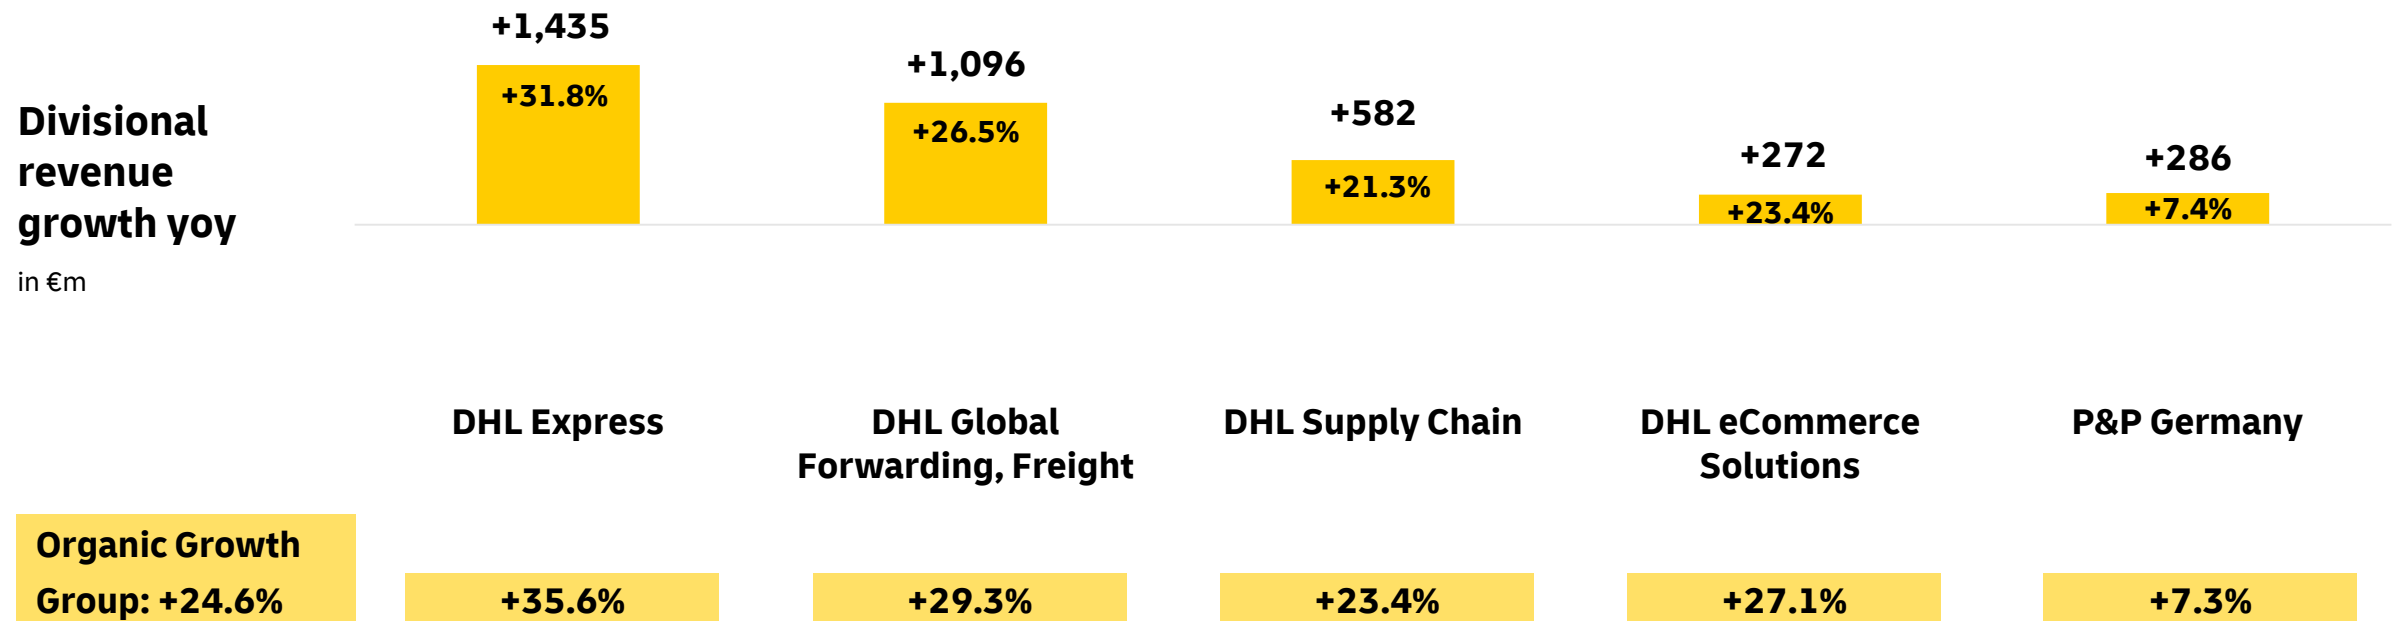 Divisional
revenue
growth yoy
in €m
+1,435
+31.8%
+1,096
+26.5%
+582
+21.3%
+272
+23.4%
+286
+7.4%
DHL Express
DHL Global
Forwarding, Freight
DHL Supply Chain
DHL eCommerce
Solutions
P&P Germany
Organic Growth
Group: +24.6%
+35.6%
+29.3%
+23.4%
+27.1%
+7.3%